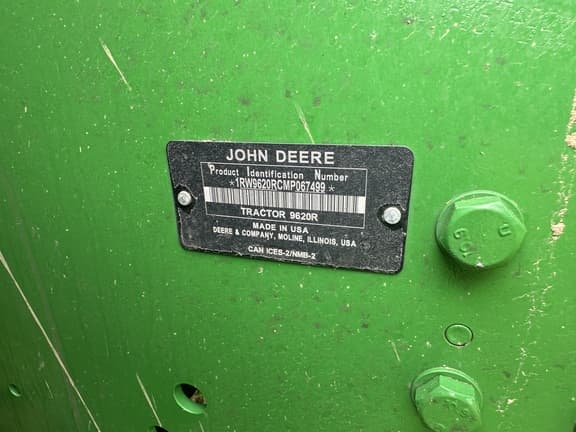 JOHN DEERE
Product Identification Number
*1RW9620RCMP067499*
TRACTOR 9620R
MADE IN USA
DEERE & COMPANY, MOLINE, ILLINOIS, USA
CAN ICES-2/NMB-2